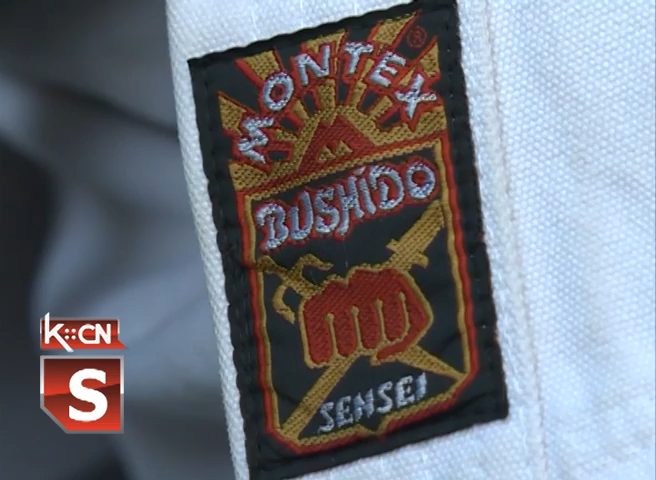 MONTEX®
BUSHIDO
SENSEI
K::CN
S